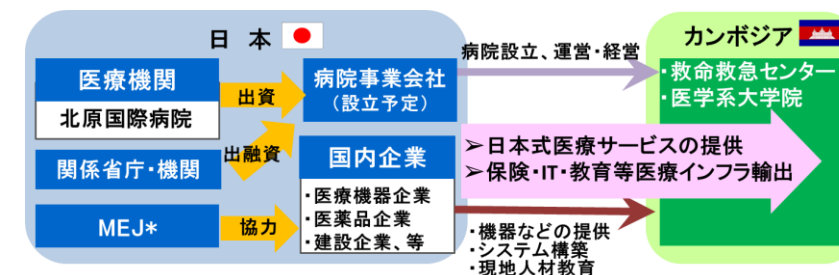 日 本
カンボジア
医療機関
北原国際病院
関係省庁・機関
MEJ*
出資
出融資
協力
病院事業会社
（設立予定）
国内企業
・医療機器企業
・医薬品企業
・建設企業、等
病院設立、運営・経営
➢日本式医療サービスの提供
➢保険・IT・教育等医療インフラ輸出
・機器などの提供
・システム構築
・現地人材教育
・救命救急センター
・医学系大学院